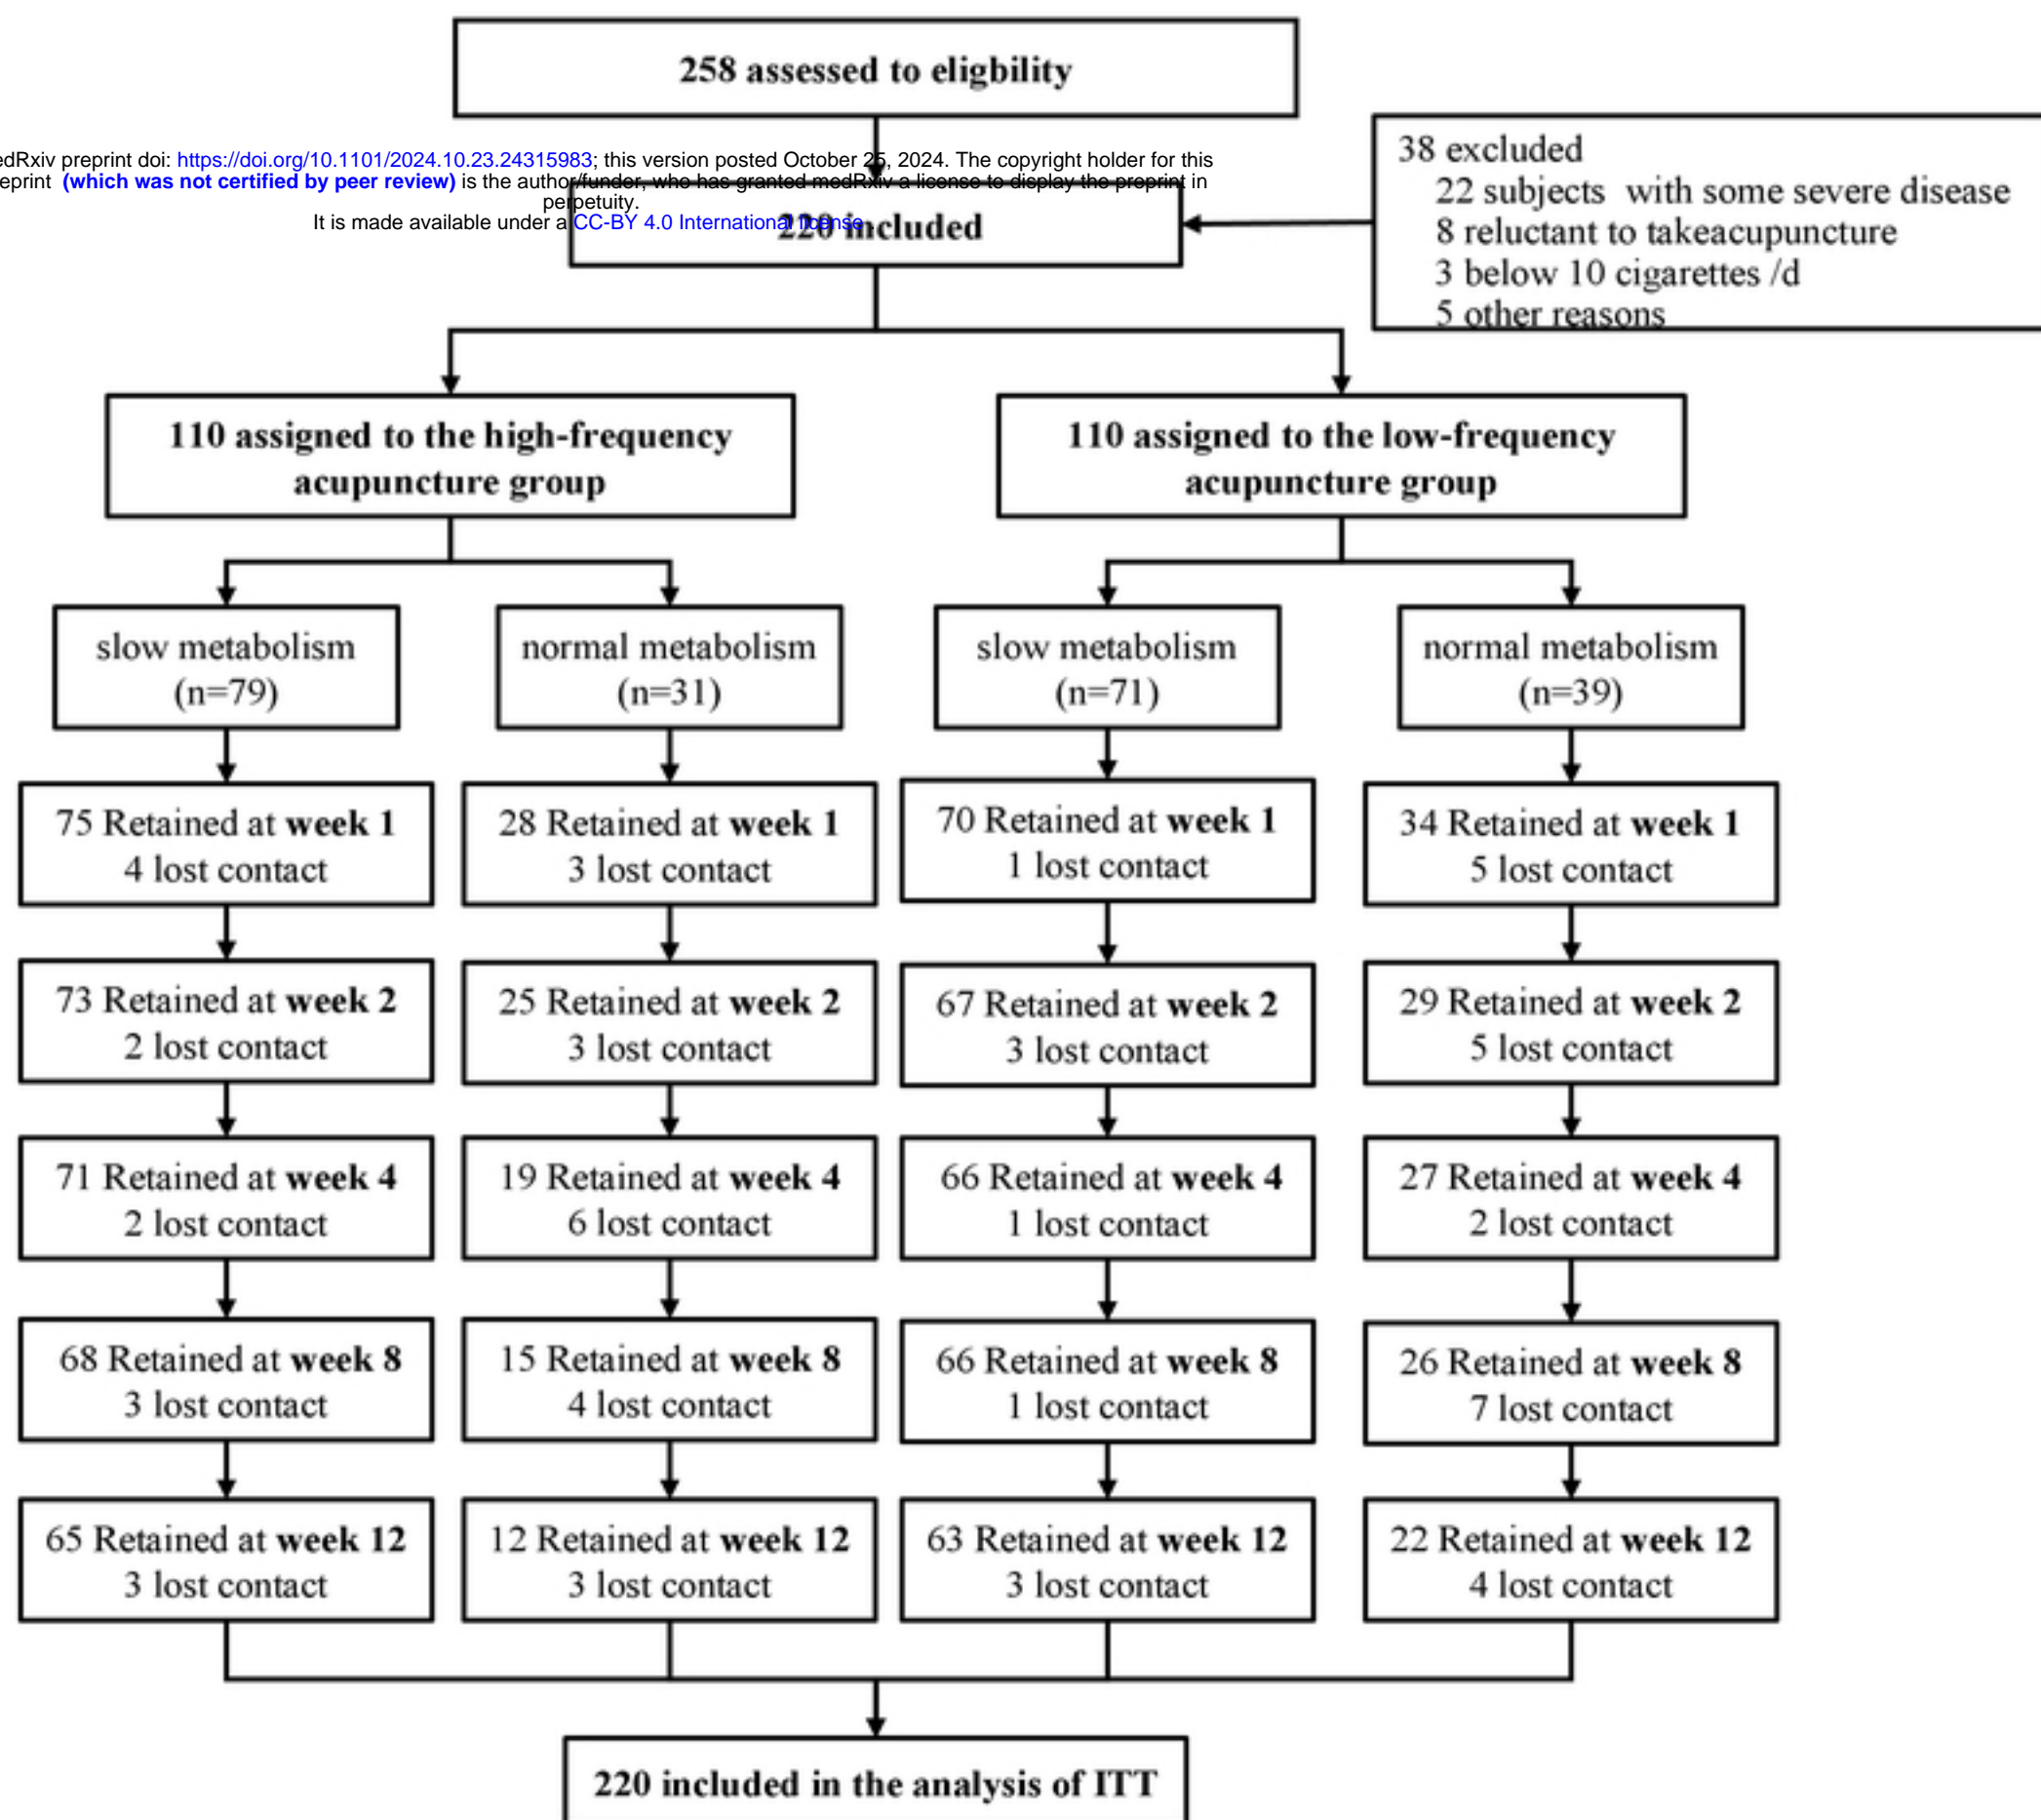 258 assessed to eligbility
edRxiv preprint doi: https://doi.org/10.1101/2024.10.23.24315983; this version posted October 25, 2024. The copyright holder for this
eprint (which was not certified by peer review) is the author/funder, who has granted medRxiv a license to display the preprint in
perpetuity.
It is made available under a CC-BY 4.0 International license .
220 included
38 excluded
22 subjects with some severe disease
8 reluctant to takeacupuncture
3 below 10 cigarettes /d
5 other reasons
110 assigned to the high-frequency
acupuncture group
110 assigned to the low-frequency
acupuncture group
slow metabolism
(n=79)
normal metabolism
(n=31)
slow metabolism
(n=71)
normal metabolism
(n=39)
75 Retained at week 1
4 lost contact
28 Retained at week 1
3 lost contact
70 Retained at week 1
1 lost contact
34 Retained at week 1
5 lost contact
73 Retained at week 2
2 lost contact
25 Retained at week 2
3 lost contact
67 Retained at week 2
3 lost contact
29 Retained at week 2
5 lost contact
71 Retained at week 4
2 lost contact
19 Retained at week 4
6 lost contact
66 Retained at week 4
1 lost contact
27 Retained at week 4
2 lost contact
68 Retained at week 8
3 lost contact
15 Retained at week 8
4 lost contact
66 Retained at week 8
1 lost contact
26 Retained at week 8
7 lost contact
65 Retained at week 12
3 lost contact
12 Retained at week 12
3 lost contact
63 Retained at week 12
3 lost contact
22 Retained at week 12
4 lost contact
220 included in the analysis of ITT